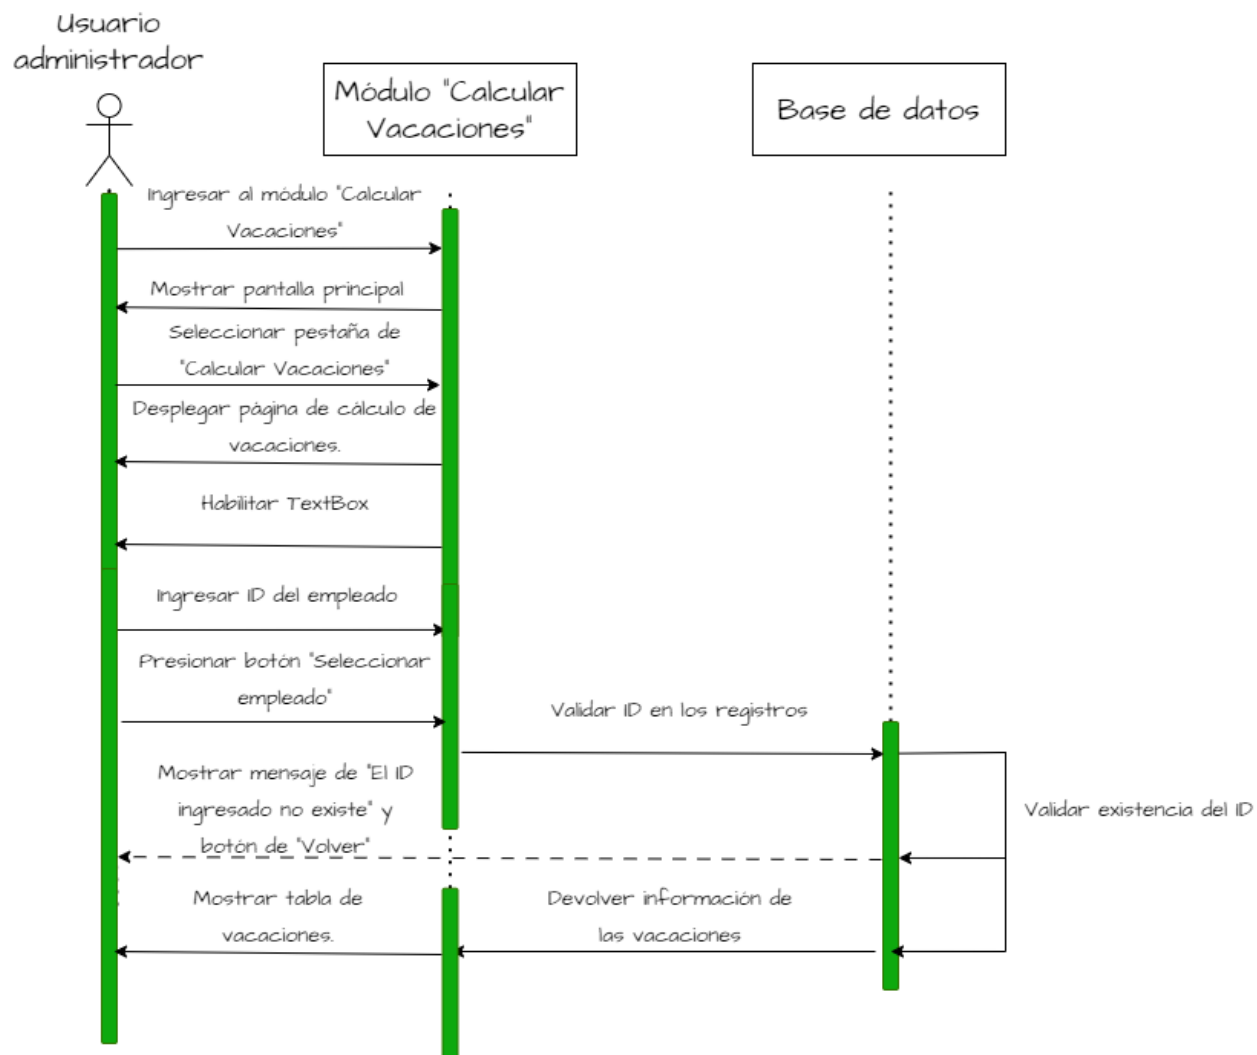 Usuario
administrador
Módulo "Calcular
Vacaciones"
Base de datos
Ingresar al módulo "Calcular
Vacaciones"
Mostrar pantalla principal
Seleccionar pestaña de
"Calcular Vacaciones"
Desplegar página de cálculo de
vacaciones.
Habilitar TextBox
Ingresar ID del empleado
Presionar botón "Seleccionar
empleado"
Validar ID en los registros
Mostrar mensaje de "El ID
ingresado no existe" y
botón de "Volver"
Validar existencia del ID
Mostrar tabla de
vacaciones.
Devolver información de
las vacaciones